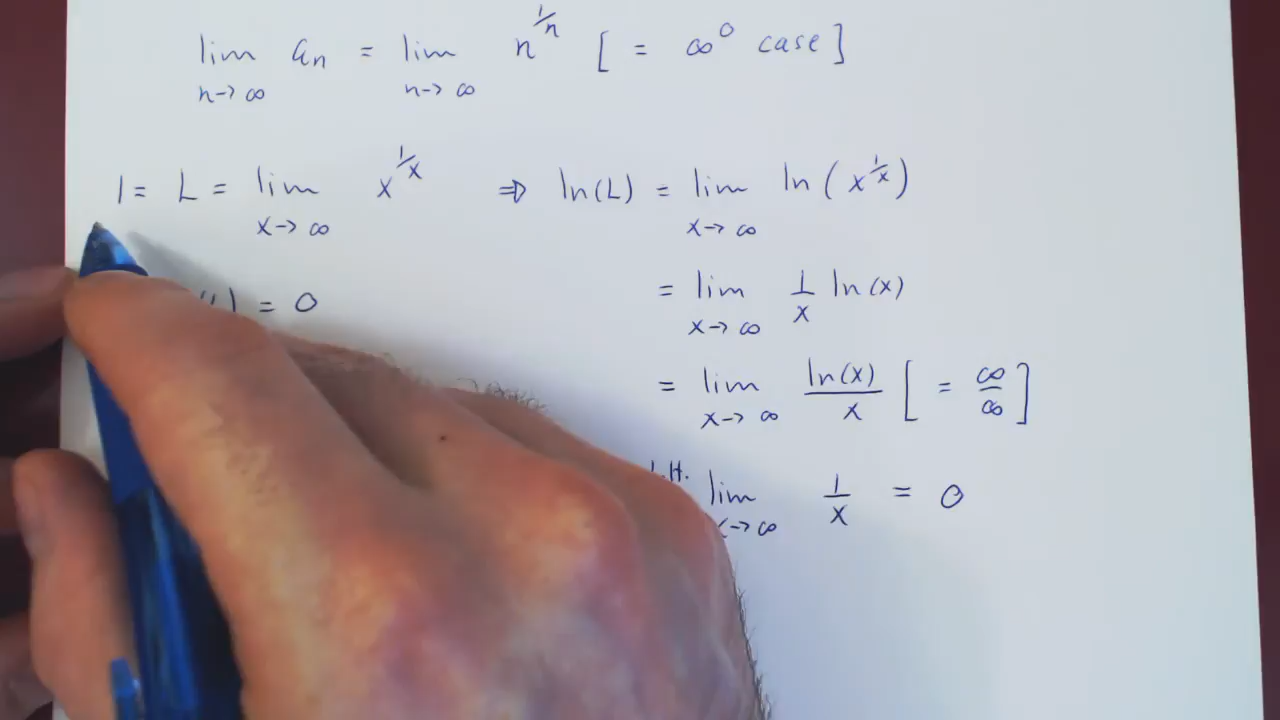 lim aₙ = lim n^(1/n) [ = ∞⁰ case ]
n→∞ n→∞
1 = L = lim x^(1/x) ⇒ ln(L) = lim ln(x^(1/x))
x→∞ x→∞
= 0
= lim 1/x ln(x)
x→∞
= lim ln(x)/x [ = ∞/∞ ]
x→∞
.H. lim 1/x = 0
→∞